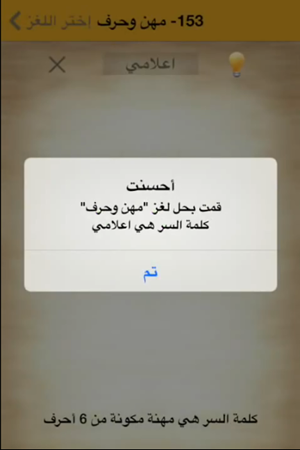 153- مهن وحرف إختر اللغز
اعلامي
أحسنت
قمت بحل لغز "مهن وحرف"
كلمة السر هي اعلامي
تم
كلمة السر هي مهنة مكونة من 6 أحرف